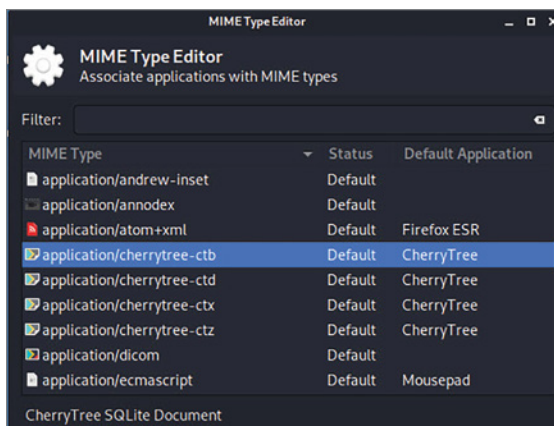 MIME Type Editor
MIME Type Editor
Associate applications with MIME types
Filter:
MIME Type Status Default Application
application/andrew-inset Default
application/annodex Default
application/atom+xml Default Firefox ESR
application/cherrytree-ctb Default CherryTree
application/cherrytree-ctd Default CherryTree
application/cherrytree-ctx Default CherryTree
application/cherrytree-ctz Default CherryTree
application/dicom Default
application/ecmascript Default Mousepad
CherryTree SQLite Document